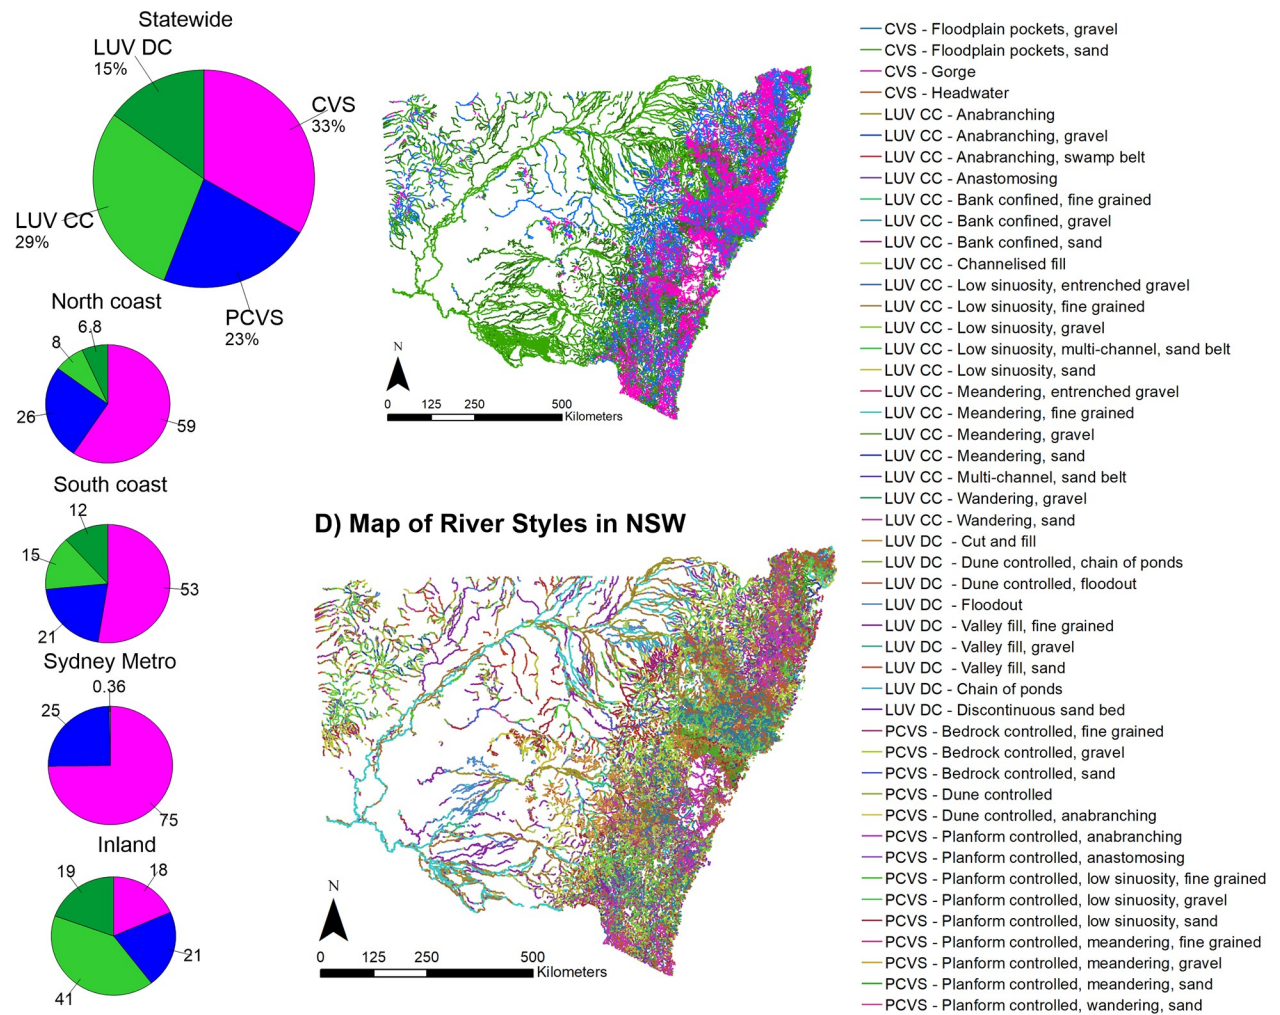 Statewide
LUV DC
15%
CVS
33%
LUV CC
29%
PCVS
23%
North coast
8
6.8
26
59
South coast
12
15
53
21
Sydney Metro
0.36
25
75
Inland
19
18
21
41
N
0 125 250 500
Kilometers
D) Map of River Styles in NSW
N
0 125 250 500
Kilometers
CVS - Floodplain pockets, gravel
CVS - Floodplain pockets, sand
CVS - Gorge
CVS - Headwater
LUV CC - Anabranching
LUV CC - Anabranching, gravel
LUV CC - Anabranching, swamp belt
LUV CC - Anastomosing
LUV CC - Bank confined, fine grained
LUV CC - Bank confined, gravel
LUV CC - Bank confined, sand
LUV CC - Channelised fill
LUV CC - Low sinuosity, entrenched gravel
LUV CC - Low sinuosity, fine grained
LUV CC - Low sinuosity, gravel
LUV CC - Low sinuosity, multi-channel, sand belt
LUV CC - Low sinuosity, sand
LUV CC - Meandering, entrenched gravel
LUV CC - Meandering, fine grained
LUV CC - Meandering, gravel
LUV CC - Meandering, sand
LUV CC - Multi-channel, sand belt
LUV CC - Wandering, gravel
LUV CC - Wandering, sand
LUV DC - Cut and fill
LUV DC - Dune controlled, chain of ponds
LUV DC - Dune controlled, floodout
LUV DC - Floodout
LUV DC - Valley fill, fine grained
LUV DC - Valley fill, gravel
LUV DC - Valley fill, sand
LUV DC - Chain of ponds
LUV DC - Discontinuous sand bed
PCVS - Bedrock controlled, fine grained
PCVS - Bedrock controlled, gravel
PCVS - Bedrock controlled, sand
PCVS - Dune controlled
PCVS - Dune controlled, anabranching
PCVS - Planform controlled, anabranching
PCVS - Planform controlled, anastomosing
PCVS - Planform controlled, low sinuosity, fine grained
PCVS - Planform controlled, low sinuosity, gravel
PCVS - Planform controlled, low sinuosity, sand
PCVS - Planform controlled, meandering, fine grained
PCVS - Planform controlled, meandering, gravel
PCVS - Planform controlled, meandering, sand
PCVS - Planform controlled, wandering, sand